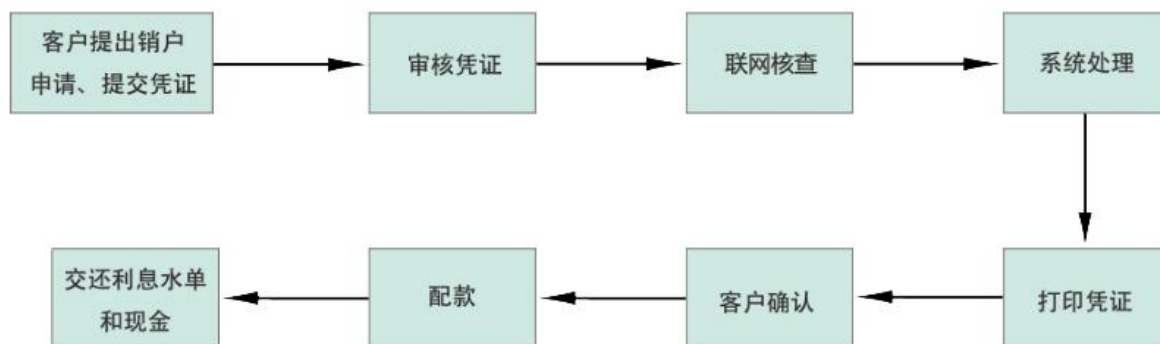 客户提出销户
申请、提交凭证
审核凭证
联网核查
系统处理
打印凭证
客户确认
配款
交还利息水单
和现金